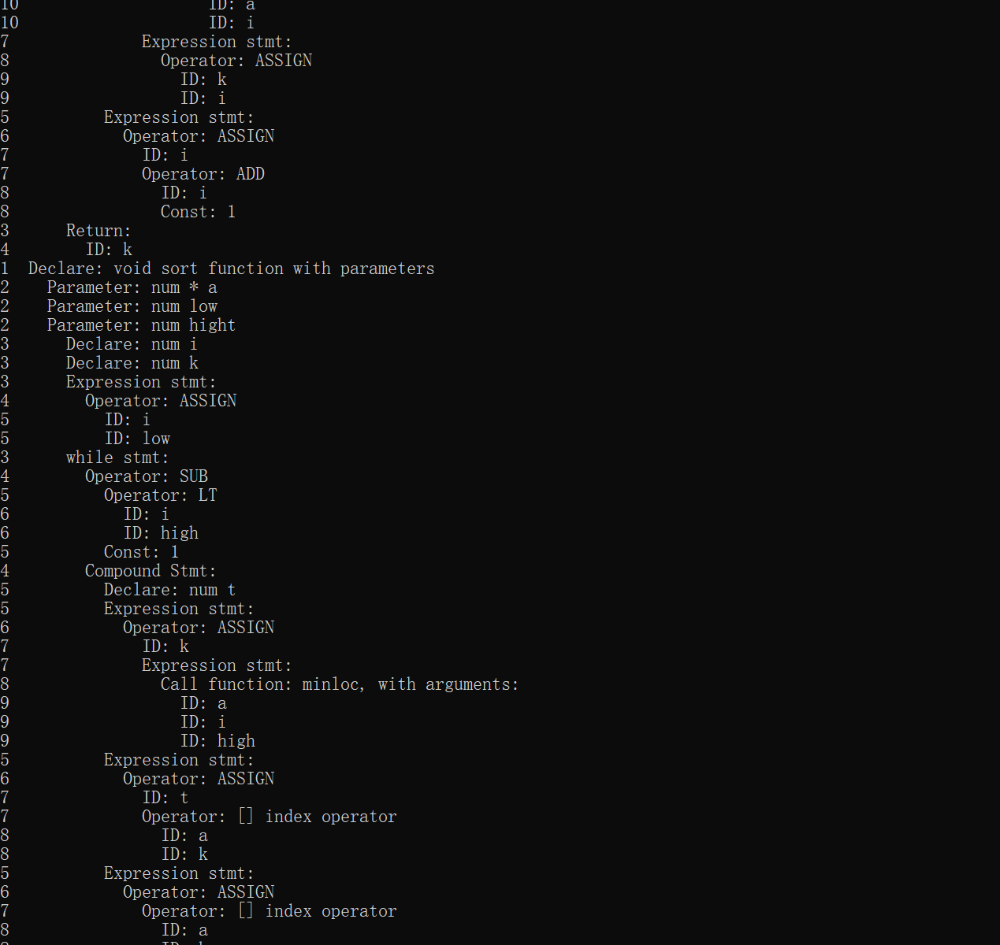 10                      ID: a
10                      ID: i
7               Expression stmt:
8                 Operator: ASSIGN
9                   ID: k
9                   ID: i
5           Expression stmt:
6             Operator: ASSIGN
7               ID: i
7               Operator: ADD
8                 ID: i
8                 Const: 1
3       Return:
4         ID: k
1   Declare: void sort function with parameters
2     Parameter: num * a
2     Parameter: num low
2     Parameter: num hight
3       Declare: num i
3       Declare: num k
3       Expression stmt:
4         Operator: ASSIGN
5           ID: i
5           ID: low
3       while stmt:
4         Operator: SUB
5           Operator: LT
6             ID: i
6             ID: high
5           Const: 1
4         Compound Stmt:
5           Declare: num t
5           Expression stmt:
6             Operator: ASSIGN
7               ID: k
7               Expression stmt:
8                 Call function: minloc, with arguments:
9                   ID: a
9                   ID: i
9                   ID: high
5           Expression stmt:
6             Operator: ASSIGN
7               ID: t
7               Operator: [] index operator
8                 ID: a
8                 ID: k
5           Expression stmt:
6             Operator: ASSIGN
7               Operator: [] index operator
8                 ID: a